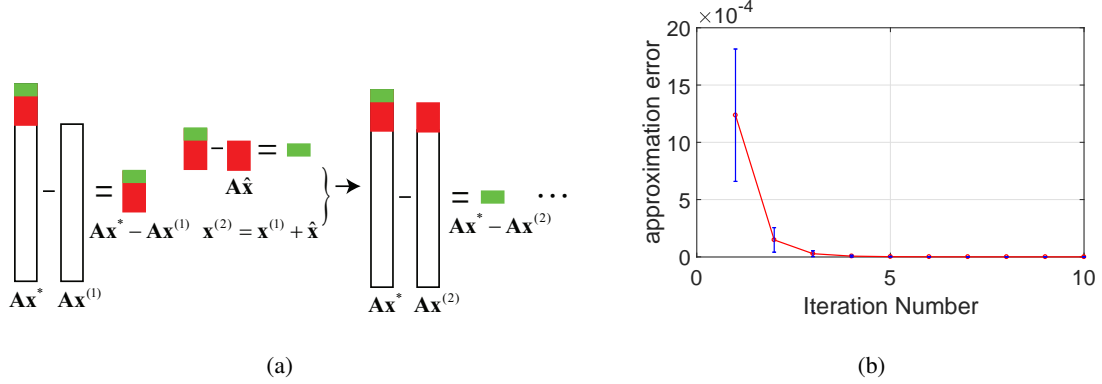 Ax* Ax⁽¹⁾
− =
Ax* − Ax⁽¹⁾
− =
Ax̂
x⁽²⁾ = x⁽¹⁾ + x̂
}
Ax* Ax⁽²⁾
− =
Ax* − Ax⁽²⁾
...
(a)
×10⁻⁴
20
15
10
5
0
approximation error
0 5 10
Iteration Number
(b)